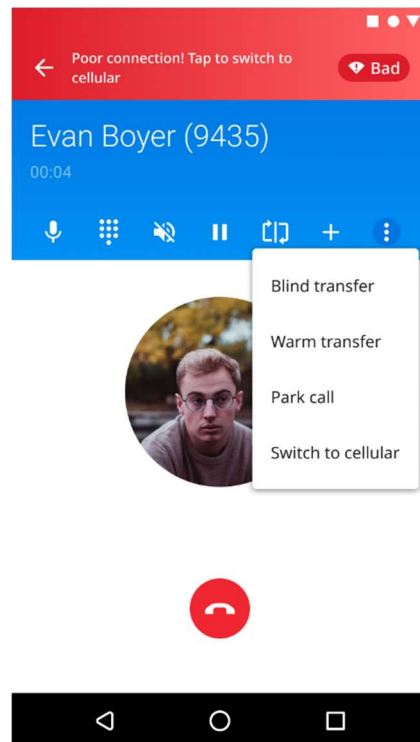 Poor connection! Tap to switch to
cellular
Bad
Evan Boyer (9435)
00:04
Blind transfer
Warm transfer
Park call
Switch to cellular